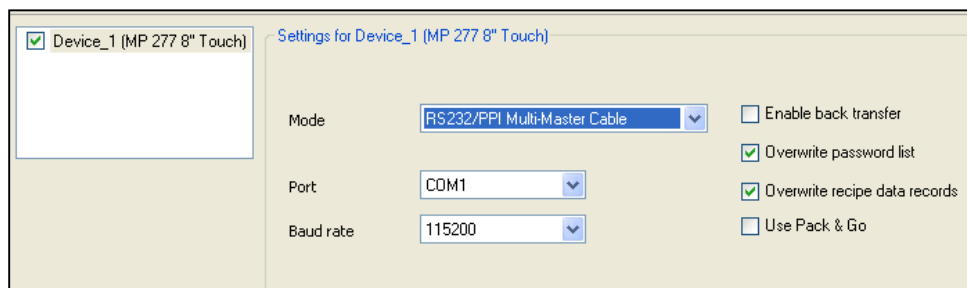 Device_1 (MP 277 8" Touch)
Settings for Device_1 (MP 277 8" Touch)
Mode
RS232/PPI Multi-Master Cable
Enable back transfer
Overwrite password list
Port
COM1
Overwrite recipe data records
Baud rate
115200
Use Pack & Go